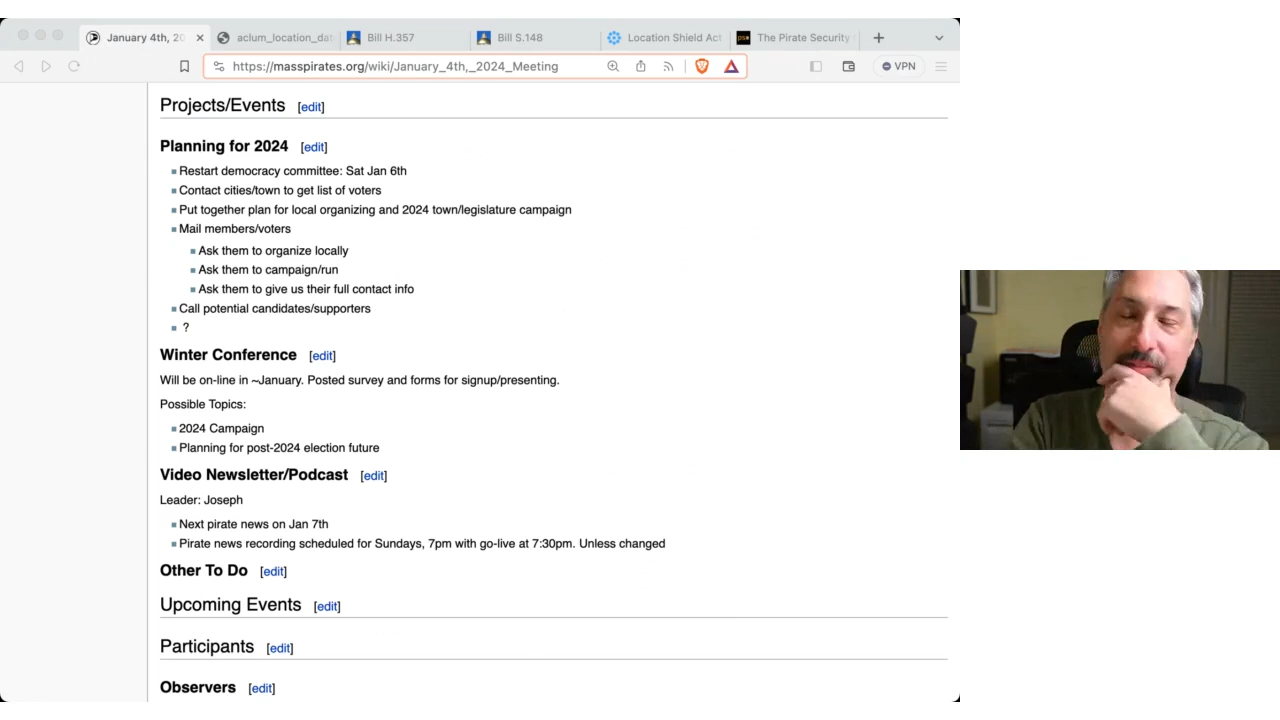 January 4th, 20
aclum_location_dat
Bill H.357
Bill S.148
Location Shield Act
The Pirate Security
https://masspirates.org/wiki/January_4th,_2024_Meeting
VPN
Projects/Events [edit]
Planning for 2024 [edit]
Restart democracy committee: Sat Jan 6th
Contact cities/town to get list of voters
Put together plan for local organizing and 2024 town/legislature campaign
Mail members/voters
Ask them to organize locally
Ask them to campaign/run
Ask them to give us their full contact info
Call potential candidates/supporters
?
Winter Conference [edit]
Will be on-line in ~January. Posted survey and forms for signup/presenting.
Possible Topics:
2024 Campaign
Planning for post-2024 election future
Video Newsletter/Podcast [edit]
Leader: Joseph
Next pirate news on Jan 7th
Pirate news recording scheduled for Sundays, 7pm with go-live at 7:30pm. Unless changed
Other To Do [edit]
Upcoming Events [edit]
Participants [edit]
Observers [edit]